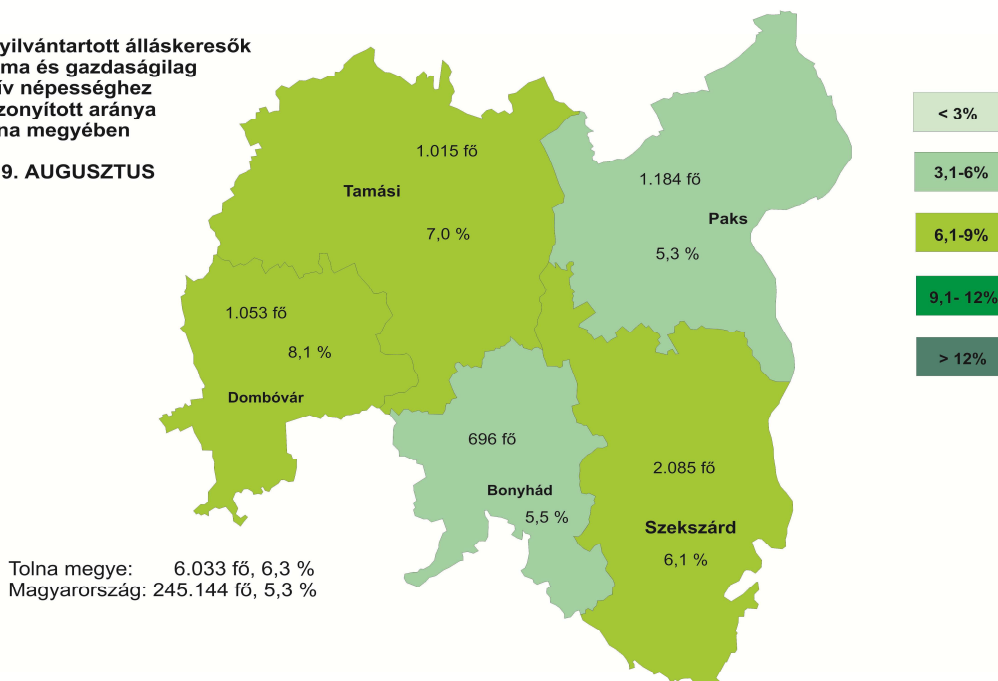 yilvántartott álláskeresők
ma és gazdaságilag
ív népességhez
zonyított aránya
na megyében
9. AUGUSZTUS
1.015 fő
Tamási
7,0 %
1.184 fő
Paks
5,3 %
1.053 fő
8,1 %
Dombóvár
696 fő
Bonyhád
5,5 %
2.085 fő
Szekszárd
6,1 %
Tolna megye: 6.033 fő, 6,3 %
Magyarország: 245.144 fő, 5,3 %
< 3%
3,1-6%
6,1-9%
9,1- 12%
> 12%